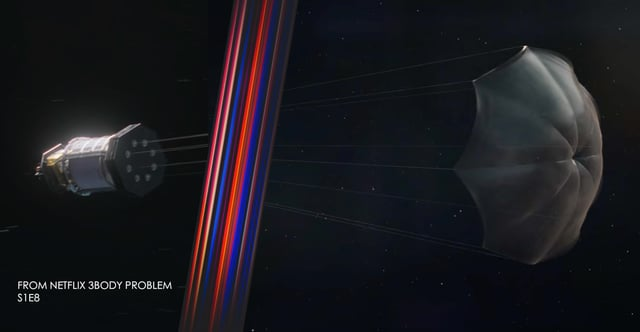 FROM NETFLIX 3BODY PROBLEM
S1E8